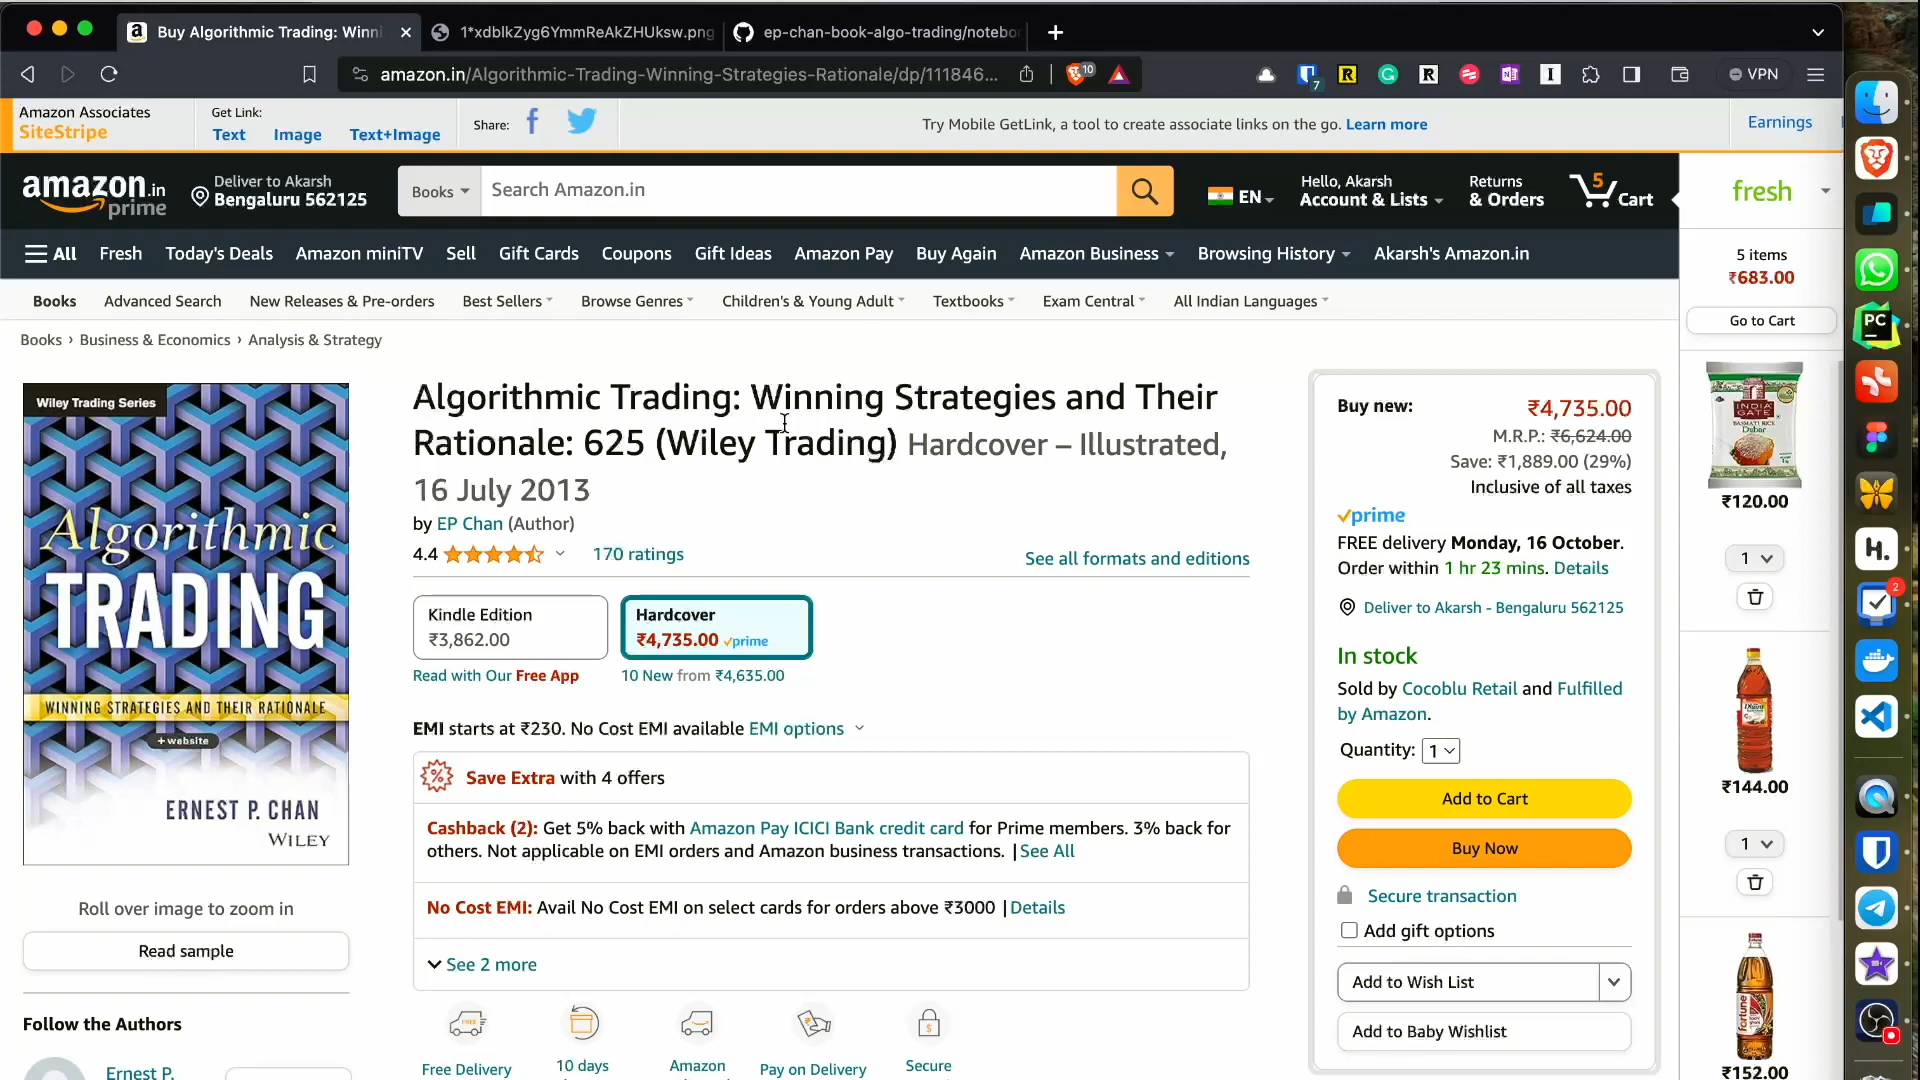 Buy Algorithmic Trading: Winni
1*xdblkZyg6YmmReAkZHUksw.png
ep-chan-book-algo-trading/notebo
amazon.in/Algorithmic-Trading-Winning-Strategies-Rationale/dp/111846...
10
7
VPN
Amazon Associates
SiteStripe
Get Link:
Text Image Text+Image
Share:
Try Mobile GetLink, a tool to create associate links on the go. Learn more
Earnings
amazon.in
prime
Deliver to Akarsh
Bengaluru 562125
Books
Search Amazon.in
EN
Hello, Akarsh
Account & Lists
Returns
& Orders
5
Cart
fresh
All Fresh Today's Deals Amazon miniTV Sell Gift Cards Coupons Gift Ideas Amazon Pay Buy Again Amazon Business Browsing History Akarsh's Amazon.in
Books Advanced Search New Releases & Pre-orders Best Sellers Browse Genres Children's & Young Adult Textbooks Exam Central All Indian Languages
Books › Business & Economics › Analysis & Strategy
Wiley Trading Series
Algorithmic
TRADING
WINNING STRATEGIES AND THEIR RATIONALE
+ website
ERNEST P. CHAN
WILEY
Roll over image to zoom in
Read sample
Follow the Authors
Ernest P.
Algorithmic Trading: Winning Strategies and Their
Rationale: 625 (Wiley Trading) Hardcover – Illustrated,
16 July 2013
by EP Chan (Author)
4.4 170 ratings
See all formats and editions
Kindle Edition
₹3,862.00
Hardcover
₹4,735.00 prime
Read with Our Free App
10 New from ₹4,635.00
EMI starts at ₹230. No Cost EMI available EMI options
Save Extra with 4 offers
Cashback (2): Get 5% back with Amazon Pay ICICI Bank credit card for Prime members. 3% back for
others. Not applicable on EMI orders and Amazon business transactions. | See All
No Cost EMI: Avail No Cost EMI on select cards for orders above ₹3000 | Details
See 2 more
FREE
Free Delivery
10 days
Amazon
Pay on Delivery
Secure
Buy new: ₹4,735.00
M.R.P.: ₹6,624.00
Save: ₹1,889.00 (29%)
Inclusive of all taxes
prime
FREE delivery Monday, 16 October.
Order within 1 hr 23 mins. Details
Deliver to Akarsh - Bengaluru 562125
In stock
Sold by Cocoblu Retail and Fulfilled
by Amazon.
Quantity: 1
Add to Cart
Buy Now
Secure transaction
Add gift options
Add to Wish List
Add to Baby Wishlist
5 items
₹683.00
Go to Cart
INDIA
GATE
BASMATI RICE
Dubar
₹120.00
1
₹144.00
1
fortune
₹152.00
PC
H.
2